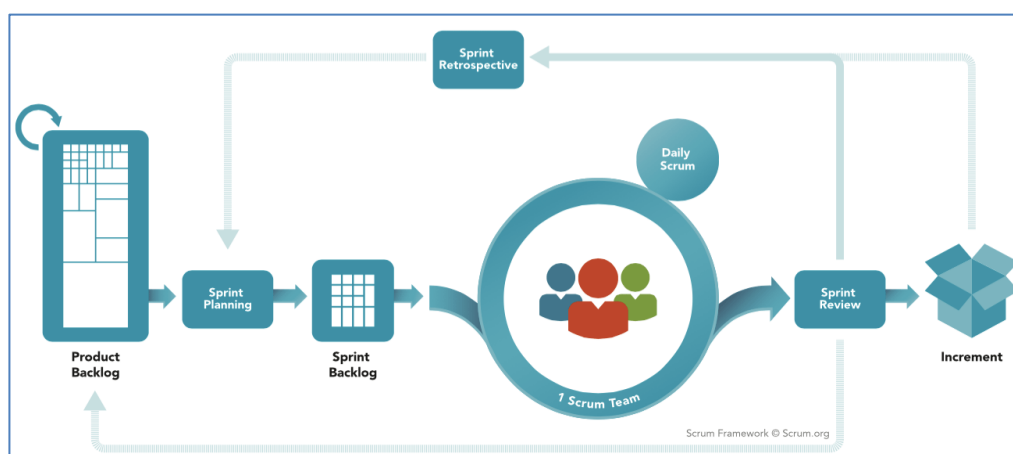 Sprint
Retrospective
Daily
Scrum
Sprint
Planning
Sprint
Review
Product
Backlog
Sprint
Backlog
Increment
1 Scrum Team
Scrum Framework © Scrum.org